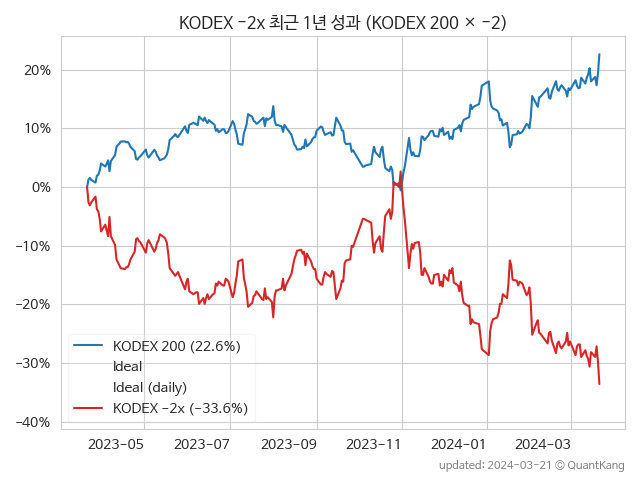 KODEX -2x 최근 1년 성과 (KODEX 200 × -2)
20%
10%
0%
−10%
−20%
−30%
−40%
KODEX 200 (22.6%)
Ideal
Ideal (daily)
KODEX -2x (-33.6%)
2023-05 2023-07 2023-09 2023-11 2024-01 2024-03
updated: 2024-03-21 © QuantKang